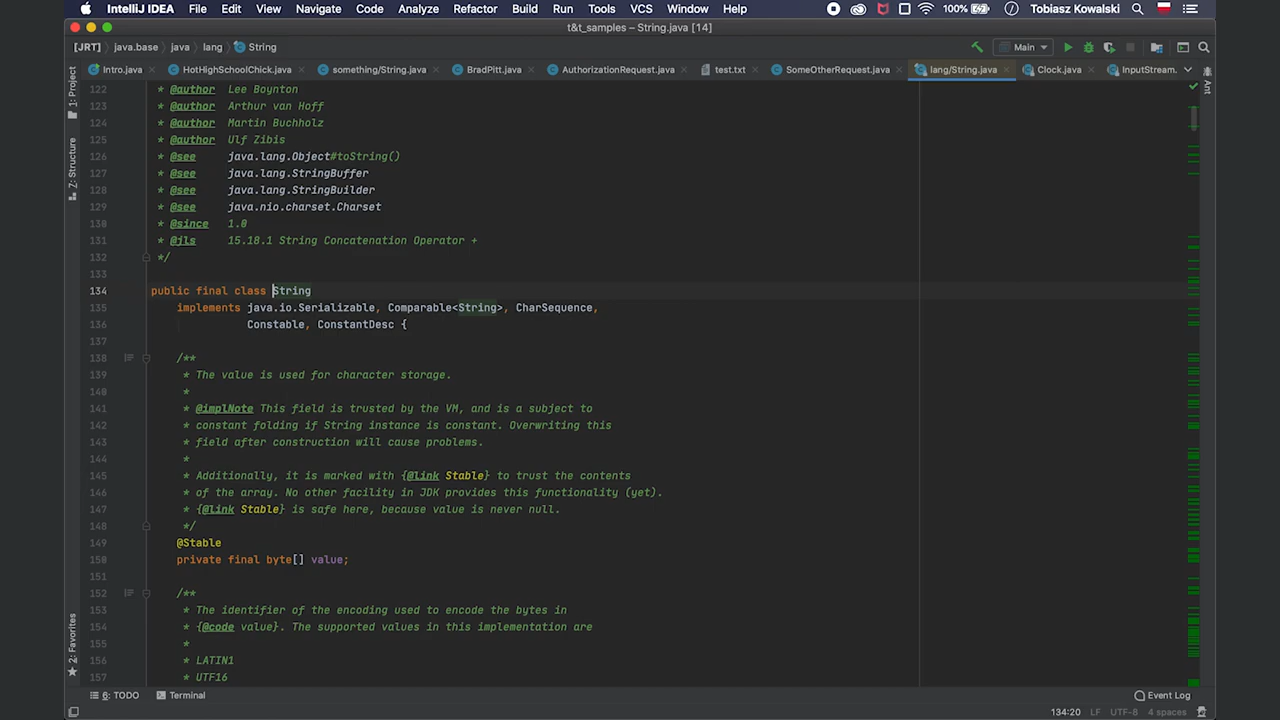 IntelliJ IDEA File Edit View Navigate Code Analyze Refactor Build Run Tools VCS Window Help 100% Tobiasz Kowalski
t&t_samples – String.java [14]
[JRT] java.base java lang String Main
Intro.java HotHighSchoolChick.java something/String.java BradPitt.java AuthorizationRequest.java test.txt SomeOtherRequest.java lang/String.java Clock.java InputStream.
1: Project
Z: Structure
2: Favorites
Ant
122 * @author Lee Boynton
123 * @author Arthur van Hoff
124 * @author Martin Buchholz
125 * @author Ulf Zibis
126 * @see java.lang.Object#toString()
127 * @see java.lang.StringBuffer
128 * @see java.lang.StringBuilder
129 * @see java.nio.charset.Charset
130 * @since 1.0
131 * @jls 15.18.1 String Concatenation Operator +
132 */
133
134 public final class String
135 implements java.io.Serializable, Comparable<String>, CharSequence,
136 Constable, ConstantDesc {
137
138 /**
139 * The value is used for character storage.
140 *
141 * @implNote This field is trusted by the VM, and is a subject to
142 * constant folding if String instance is constant. Overwriting this
143 * field after construction will cause problems.
144 *
145 * Additionally, it is marked with {@link Stable} to trust the contents
146 * of the array. No other facility in JDK provides this functionality (yet).
147 * {@link Stable} is safe here, because value is never null.
148 */
149 @Stable
150 private final byte[] value;
151
152 /**
153 * The identifier of the encoding used to encode the bytes in
154 * {@code value}. The supported values in this implementation are
155 *
156 * LATIN1
157 * UTF16
6: TODO Terminal Event Log
134:20 LF UTF-8 4 spaces